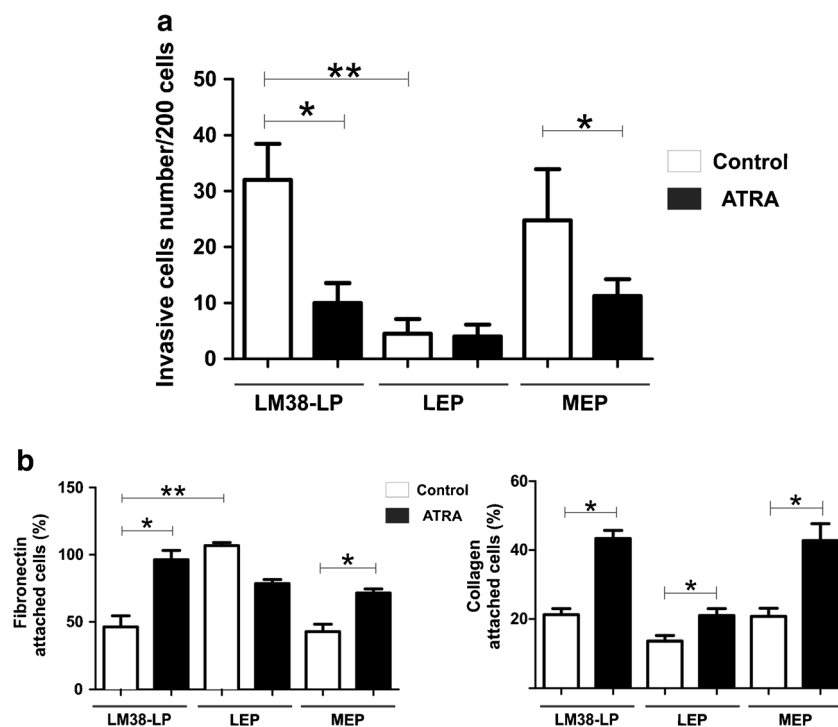 a
Invasive cells number/200 cells
50
40
30
20
10
0
**
*
*
Control
ATRA
LM38-LP
LEP
MEP
b
Fibronectin
attached cells (%)
150
100
50
0
**
*
*
Control
ATRA
LM38-LP
LEP
MEP
Collagen
attached cells (%)
60
40
20
*
*
*
LM38-LP
LEP
MEP